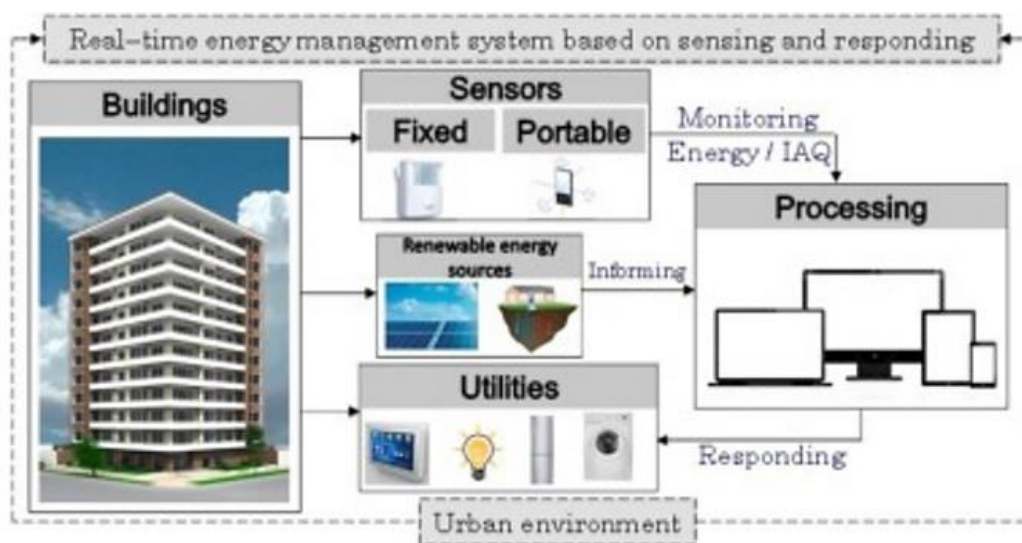 Real-time energy management system based on sensing and responding
Buildings
Sensors
Fixed
Portable
Monitoring
Energy / IAQ
Processing
Renewable energy
sources
Informing
Utilities
Responding
Urban environment